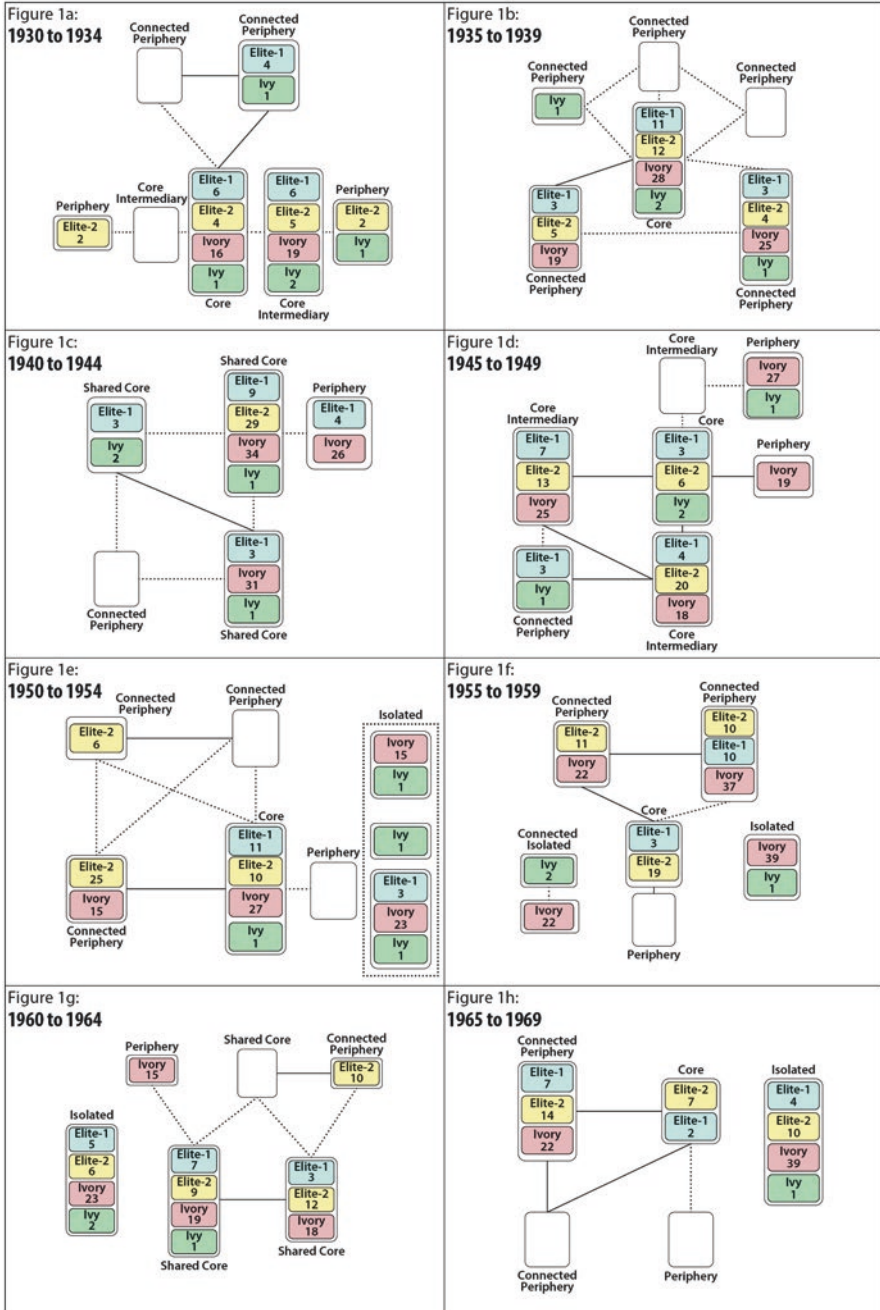 Figure 1a:
1930 to 1934
Connected
Periphery
Connected
Periphery
Elite-1
4
Ivy
1
Periphery
Elite-2
2
Core
Intermediary
Elite-1
6
Elite-2
4
Ivory
16
Ivy
1
Core
Elite-1
6
Elite-2
5
Ivory
19
Ivy
2
Core
Intermediary
Periphery
Elite-2
2
Ivy
1
Figure 1b:
1935 to 1939
Connected
Periphery
Connected
Periphery
Ivy
1
Connected
Periphery
Elite-1
11
Elite-2
12
Ivory
28
Ivy
2
Core
Elite-1
3
Elite-2
5
Ivory
19
Connected
Periphery
Elite-1
3
Elite-2
4
Ivory
25
Ivy
1
Connected
Periphery
Figure 1c:
1940 to 1944
Shared Core
Elite-1
3
Ivy
2
Shared Core
Elite-1
9
Elite-2
29
Ivory
34
Ivy
1
Periphery
Elite-1
4
Ivory
26
Connected
Periphery
Elite-1
3
Ivory
31
Ivy
1
Shared Core
Figure 1d:
1945 to 1949
Core
Intermediary
Periphery
Ivory
27
Ivy
1
Core
Intermediary
Elite-1
7
Elite-2
13
Ivory
25
Core
Elite-1
3
Elite-2
6
Ivy
2
Periphery
Ivory
19
Elite-1
3
Ivy
1
Connected
Periphery
Elite-1
4
Elite-2
20
Ivory
18
Core
Intermediary
Figure 1e:
1950 to 1954
Connected
Periphery
Elite-2
6
Connected
Periphery
Isolated
Ivory
15
Ivy
1
Ivy
1
Elite-1
3
Ivory
23
Ivy
1
Elite-2
25
Ivory
15
Connected
Periphery
Core
Elite-1
11
Elite-2
10
Ivory
27
Ivy
1
Periphery
Figure 1f:
1955 to 1959
Connected
Periphery
Elite-2
11
Ivory
22
Connected
Periphery
Elite-2
10
Elite-1
10
Ivory
37
Core
Elite-1
3
Elite-2
19
Connected
Isolated
Ivy
2
Ivory
22
Isolated
Ivory
39
Ivy
1
Periphery
Figure 1g:
1960 to 1964
Periphery
Ivory
15
Shared Core
Connected
Periphery
Elite-2
10
Isolated
Elite-1
5
Elite-2
6
Ivory
23
Ivy
2
Elite-1
7
Elite-2
9
Ivory
19
Ivy
1
Shared Core
Elite-1
3
Elite-2
12
Ivory
18
Shared Core
Figure 1h:
1965 to 1969
Connected
Periphery
Elite-1
7
Elite-2
14
Ivory
22
Core
Elite-2
7
Elite-1
2
Isolated
Elite-1
4
Elite-2
10
Ivory
39
Ivy
1
Connected
Periphery
Periphery